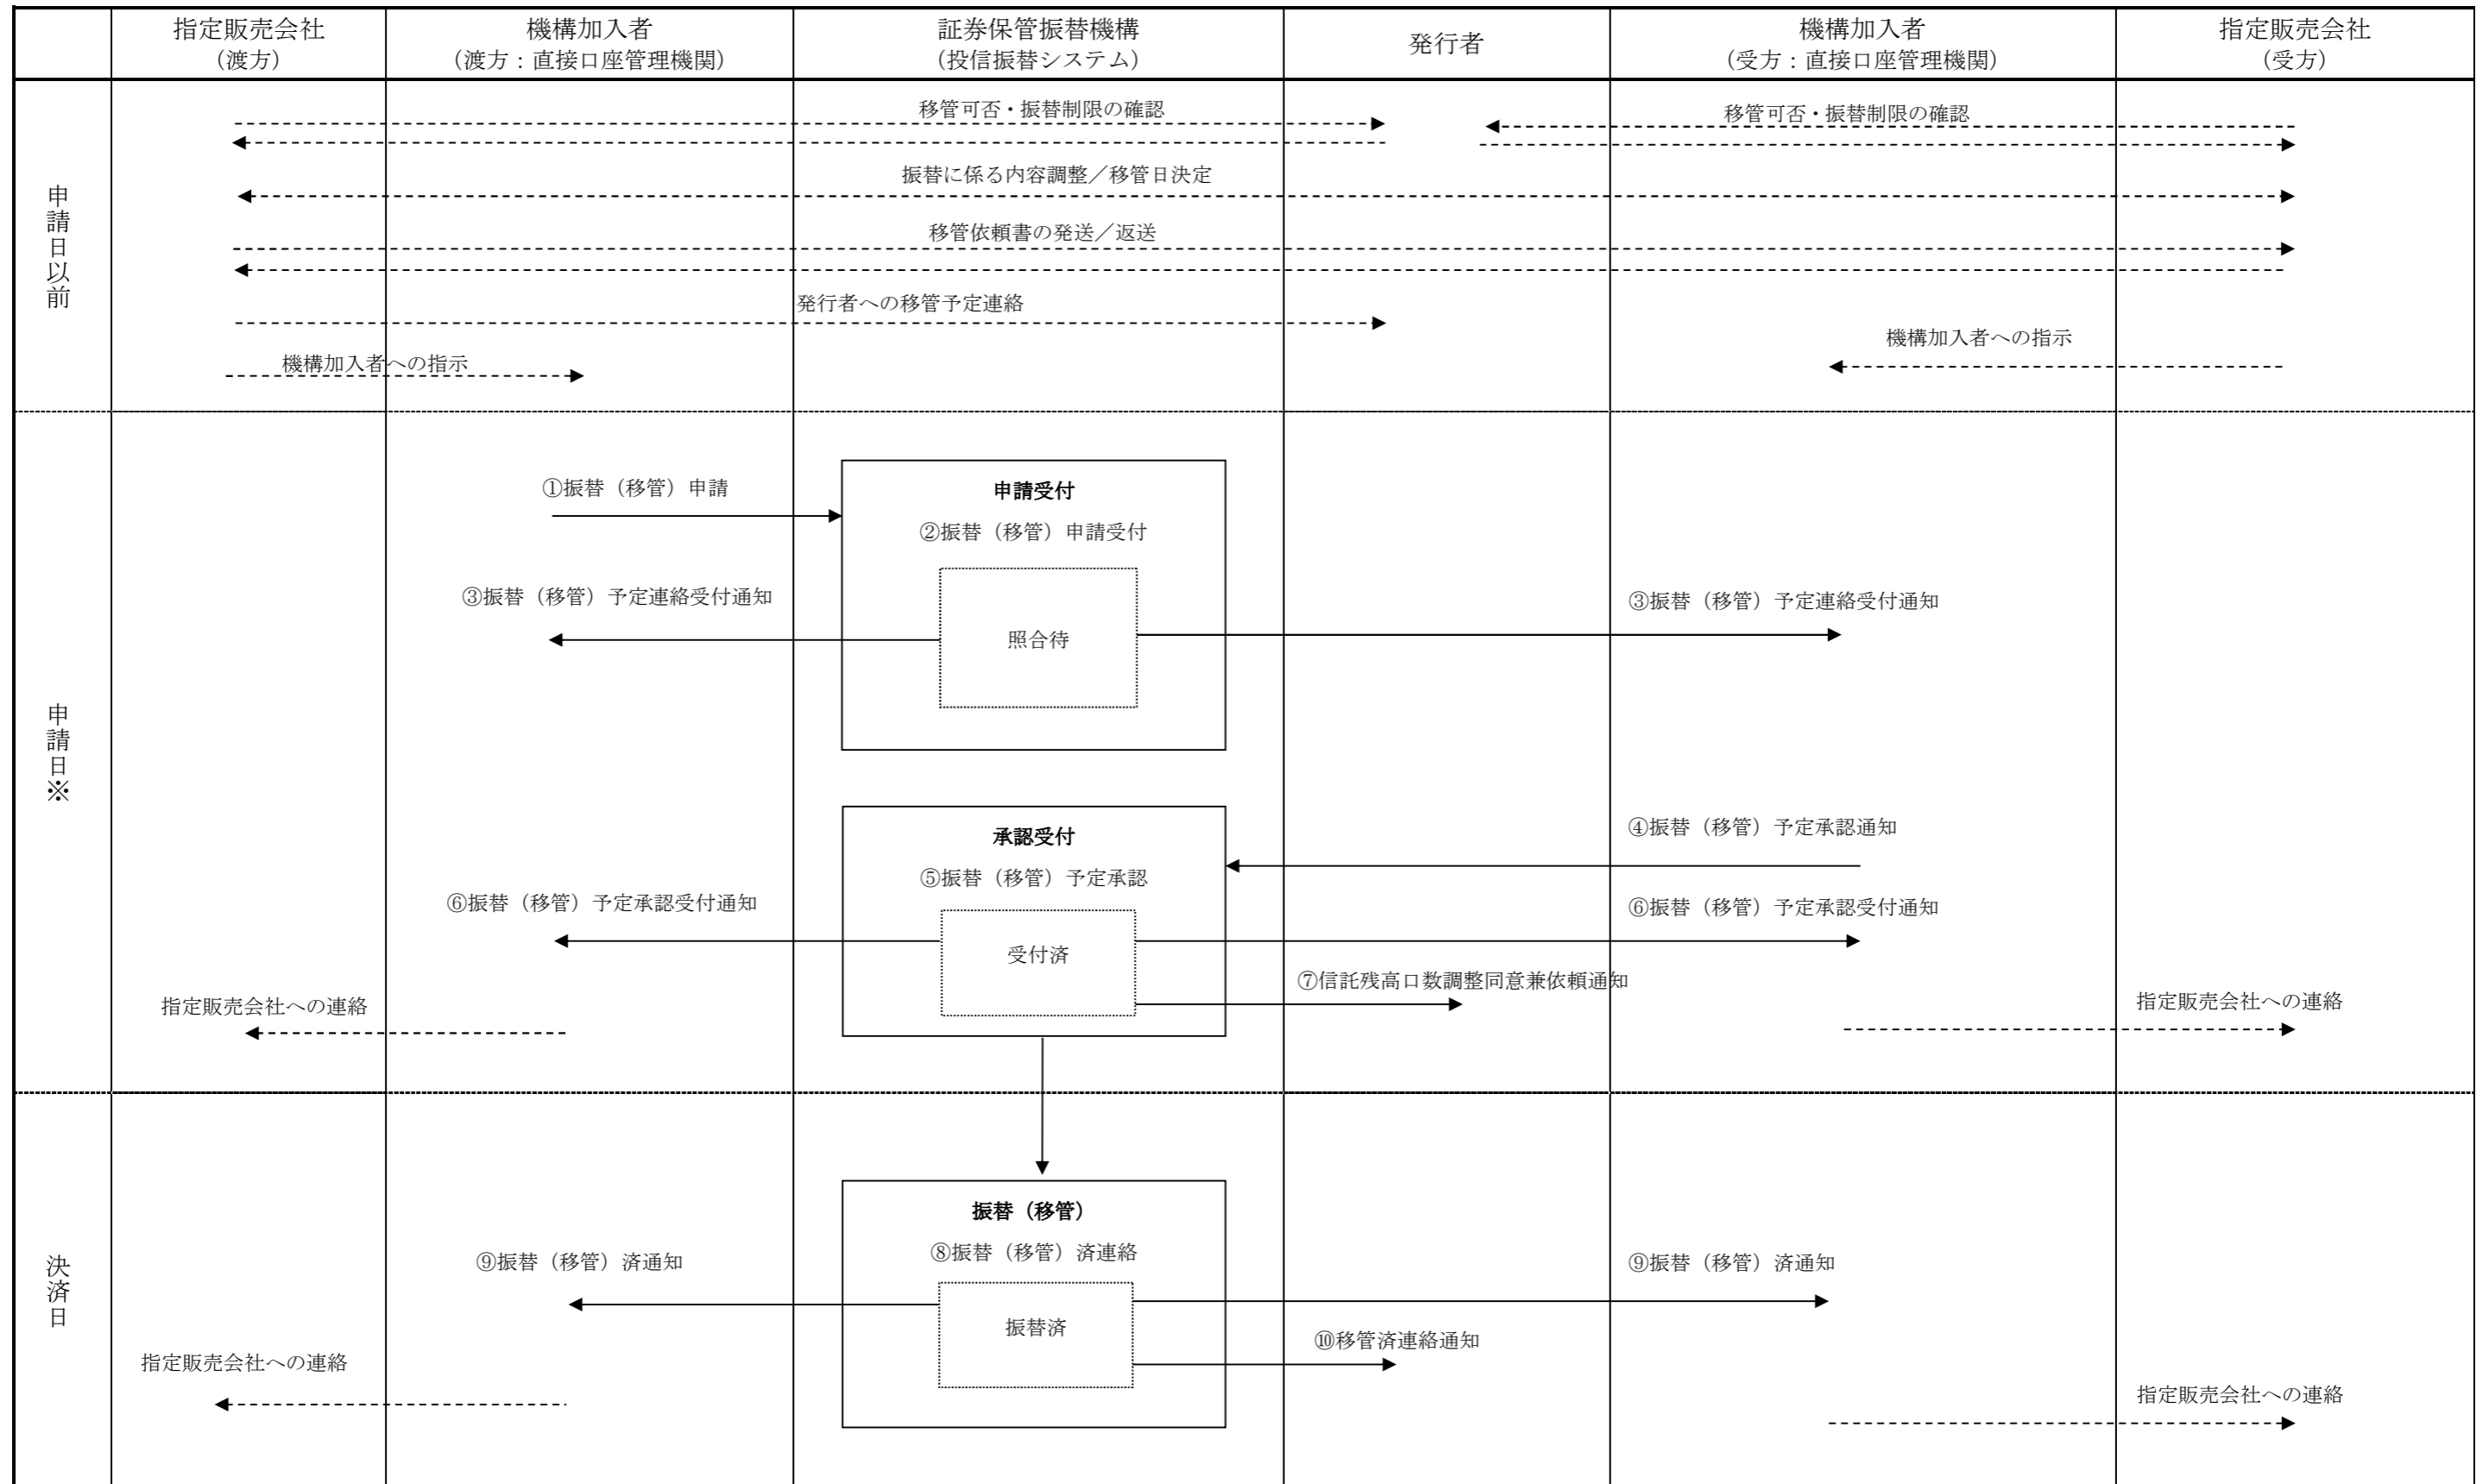 指定販売会社
（渡方）
機構加入者
（渡方：直接口座管理機関）
証券保管振替機構
（投信振替システム）
発行者
機構加入者
（受方：直接口座管理機関）
指定販売会社
（受方）
申請日以前
移管可否・振替制限の確認
移管可否・振替制限の確認
振替に係る内容調整／移管日決定
移管依頼書の発送／返送
発行者への移管予定連絡
機構加入者への指示
機構加入者への指示
申請日※
①振替（移管）申請
申請受付
②振替（移管）申請受付
③振替（移管）予定連絡受付通知
照合待
③振替（移管）予定連絡受付通知
承認受付
④振替（移管）予定承認通知
⑤振替（移管）予定承認
⑥振替（移管）予定承認受付通知
⑥振替（移管）予定承認受付通知
受付済
⑦信託残高口数調整同意兼依頼通知
指定販売会社への連絡
指定販売会社への連絡
決済日
振替（移管）
⑧振替（移管）済連絡
⑨振替（移管）済通知
⑨振替（移管）済通知
振替済
⑩移管済連絡通知
指定販売会社への連絡
指定販売会社への連絡